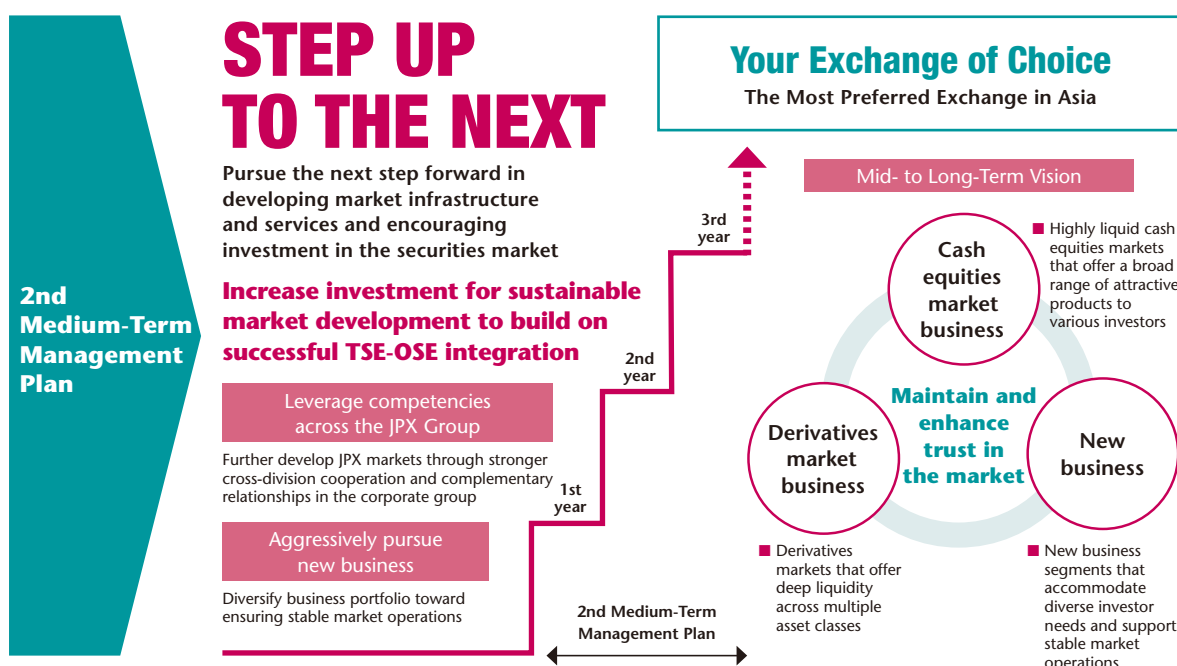 2nd
Medium-Term
Management
Plan
STEP UP
TO THE NEXT
Pursue the next step forward in
developing market infrastructure
and services and encouraging
investment in the securities market
Increase investment for sustainable
market development to build on
successful TSE-OSE integration
Leverage competencies
across the JPX Group
Further develop JPX markets through stronger
cross-division cooperation and complementary
relationships in the corporate group
Aggressively pursue
new business
Diversify business portfolio toward
ensuring stable market operations
1st
year
2nd
year
3rd
year
2nd Medium-Term
Management Plan
Your Exchange of Choice
The Most Preferred Exchange in Asia
Mid- to Long-Term Vision
Cash
equities
market
business
Highly liquid cash
equities markets
that offer a broad
range of attractive
products to
various investors
Maintain and
enhance
trust in
the market
Derivatives
market
business
Derivatives
markets that offer
deep liquidity
across multiple
asset classes
New
business
New business
segments that
accommodate
diverse investor
needs and support
stable market
operations